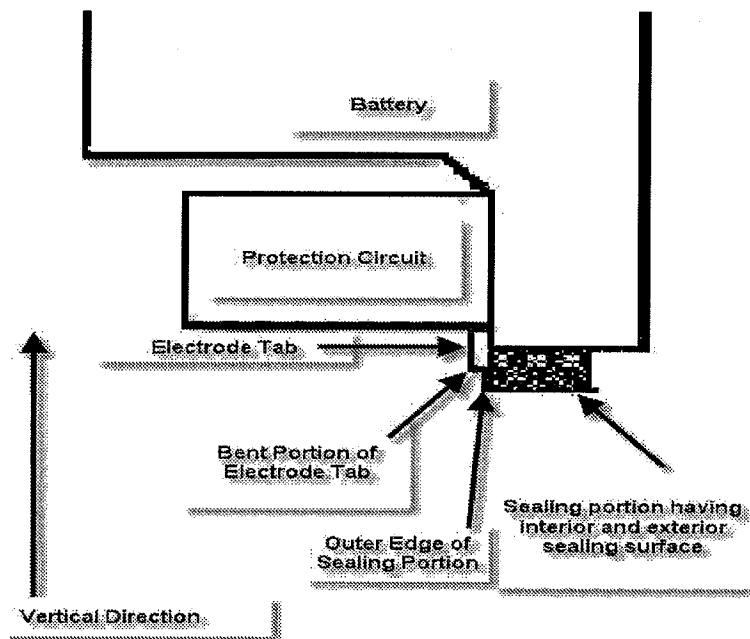 Battery
Protection Circuit
Electrode Tab
Bent Portion of
Electrode Tab
Outer Edge of
Sealing Portion
Sealing portion having
interior and exterior
sealing surface
Vertical Direction